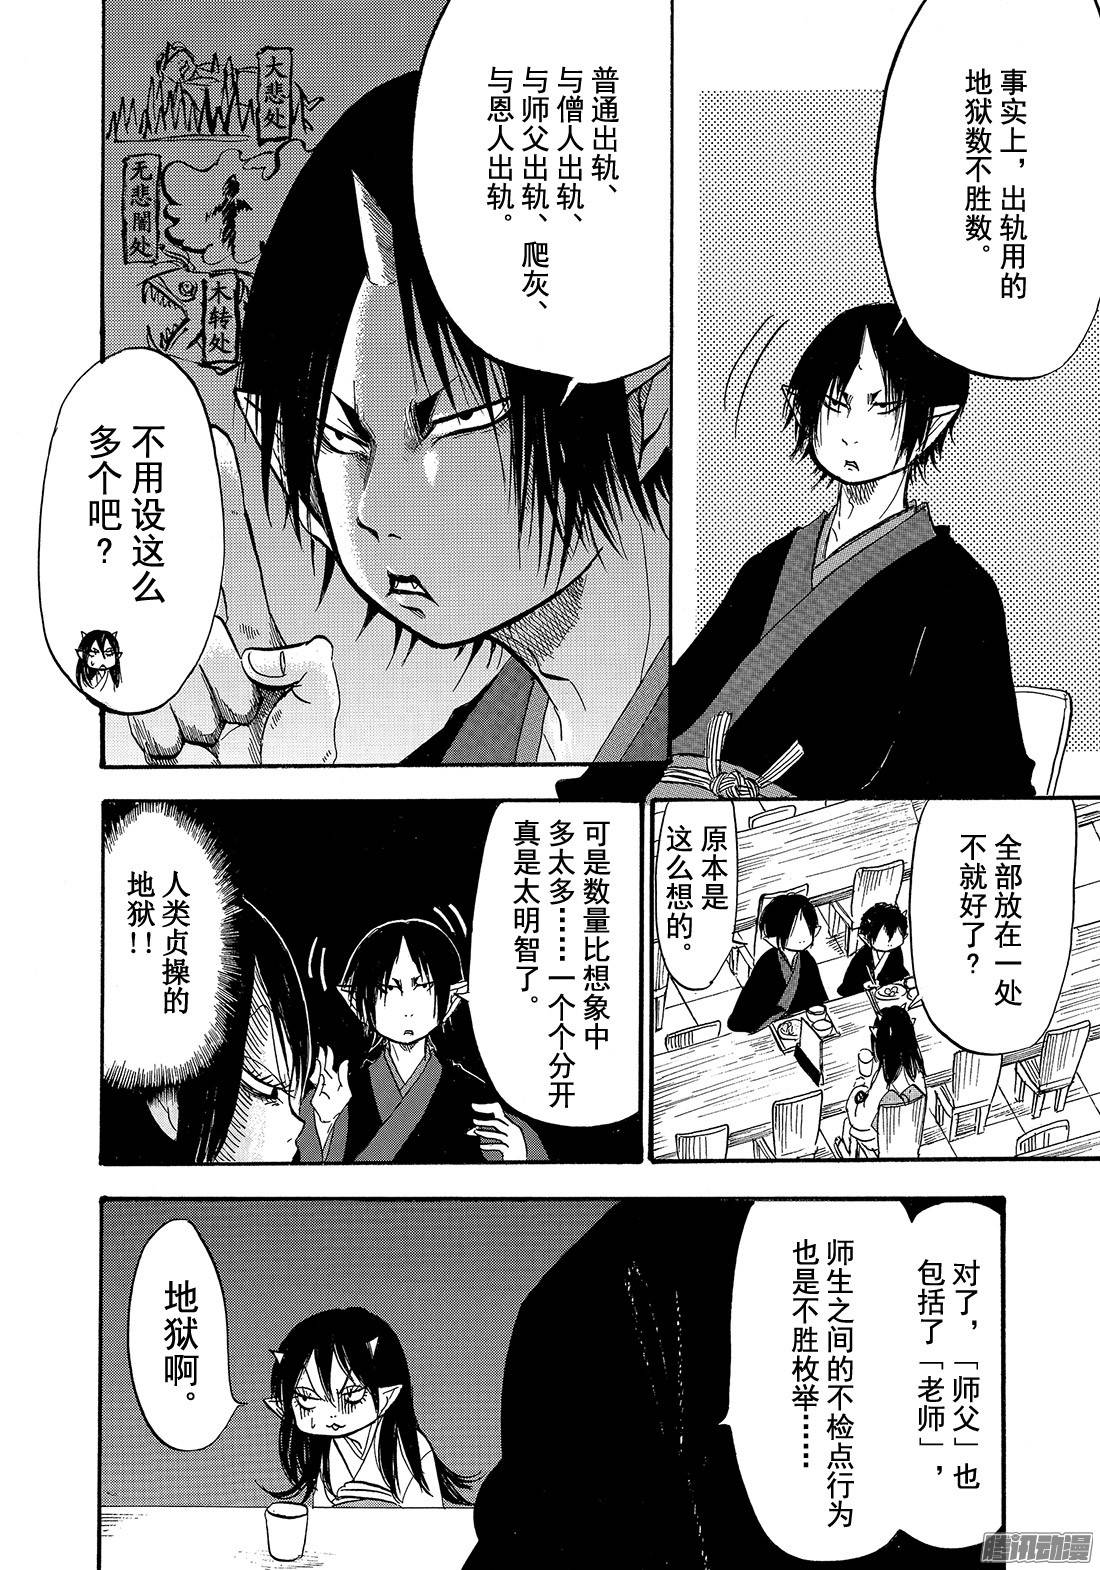 事实上，出轨用的
地狱数不胜数。
普通出轨、
与僧人出轨、
与师父出轨、爬灰、
与恩人出轨。
大悲处
无悲闇处
木转处
不用设这么
多个吧？
全部放在一处
不就好了？
原本是
这么想的。
可是数量比想象中
多太多……一个个分开
真是太明智了。
人类贞操的
地狱！！
对了，「师父」也
包括了「老师」，
师生之间的不检点行为
也是不胜枚举……
地狱啊。
腾讯动漫